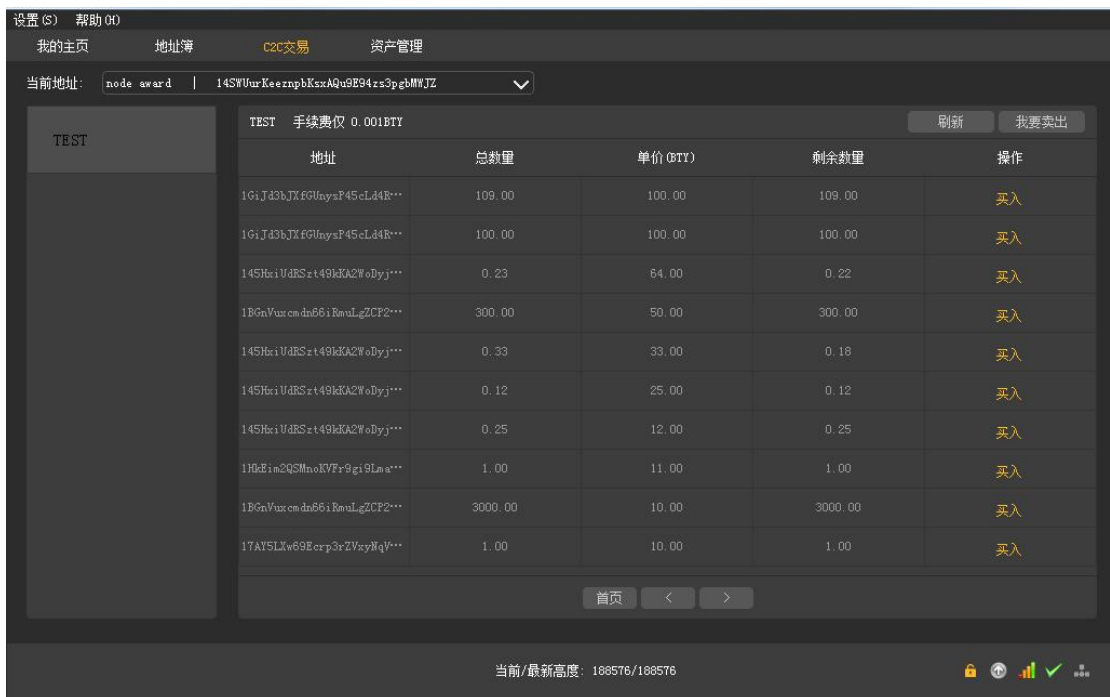 设置(S) 帮助(H)
我的主页 地址簿 C2C交易 资产管理
当前地址: node award | 14SWUurKeeznpbKsxAQu9E94zs3pgbMWJZ
TEST
TEST 手续费仅 0.001BTY 刷新 我要卖出
地址 总数量 单价(BTY) 剩余数量 操作
1GiJd3bJXfGUnysP45cLd4R··· 109.00 100.00 109.00 买入
1GiJd3bJXfGUnysP45cLd4R··· 100.00 100.00 100.00 买入
145HxiUdRSzt49kKA2WoDyj··· 0.23 64.00 0.22 买入
1BGnVuxcmdn66iRmuLgZCP2··· 300.00 50.00 300.00 买入
145HxiUdRSzt49kKA2WoDyj··· 0.33 33.00 0.18 买入
145HxiUdRSzt49kKA2WoDyj··· 0.12 25.00 0.12 买入
145HxiUdRSzt49kKA2WoDyj··· 0.25 12.00 0.25 买入
1HkEim2QSMnoKVFr9gi9Lma··· 1.00 11.00 1.00 买入
1BGnVuxcmdn66iRmuLgZCP2··· 3000.00 10.00 3000.00 买入
17AY5LXw69Ecrp3rZVxyNqV··· 1.00 10.00 1.00 买入
首页 < >
当前/最新高度: 188576/188576